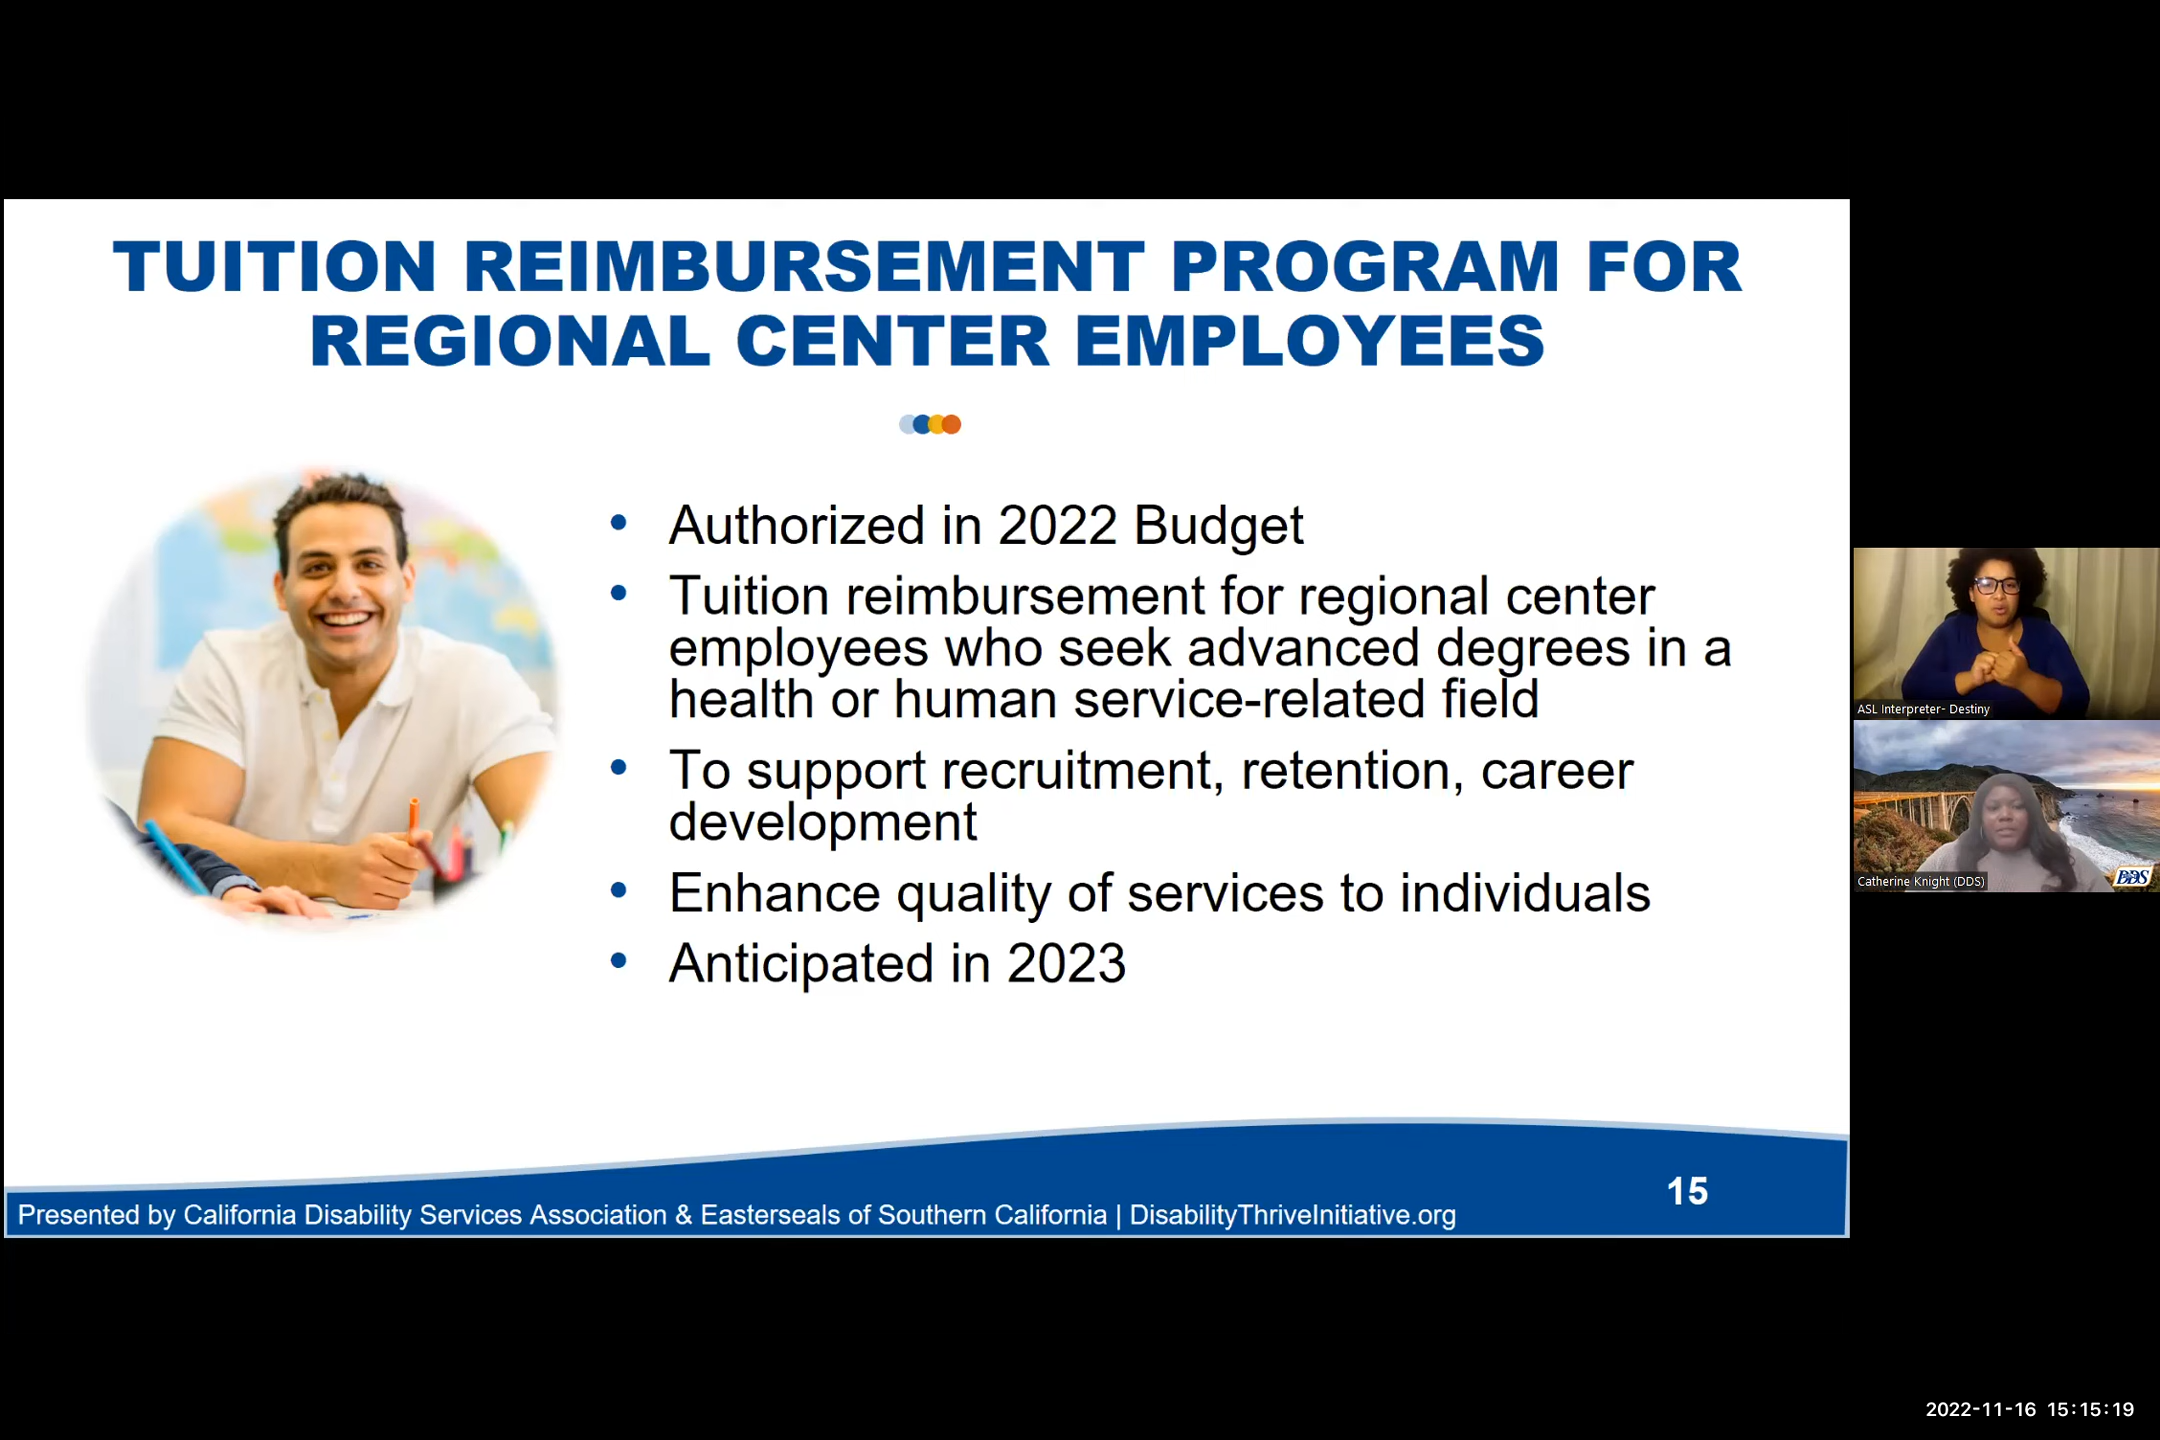 TUITION REIMBURSEMENT PROGRAM FOR
REGIONAL CENTER EMPLOYEES
• Authorized in 2022 Budget
• Tuition reimbursement for regional center
employees who seek advanced degrees in a
health or human service-related field
• To support recruitment, retention, career
development
• Enhance quality of services to individuals
• Anticipated in 2023
Presented by California Disability Services Association & Easterseals of Southern California | DisabilityThriveInitiative.org
15
ASL Interpreter- Destiny
DDS
Catherine Knight (DDS)
2022-11-16 15:15:19